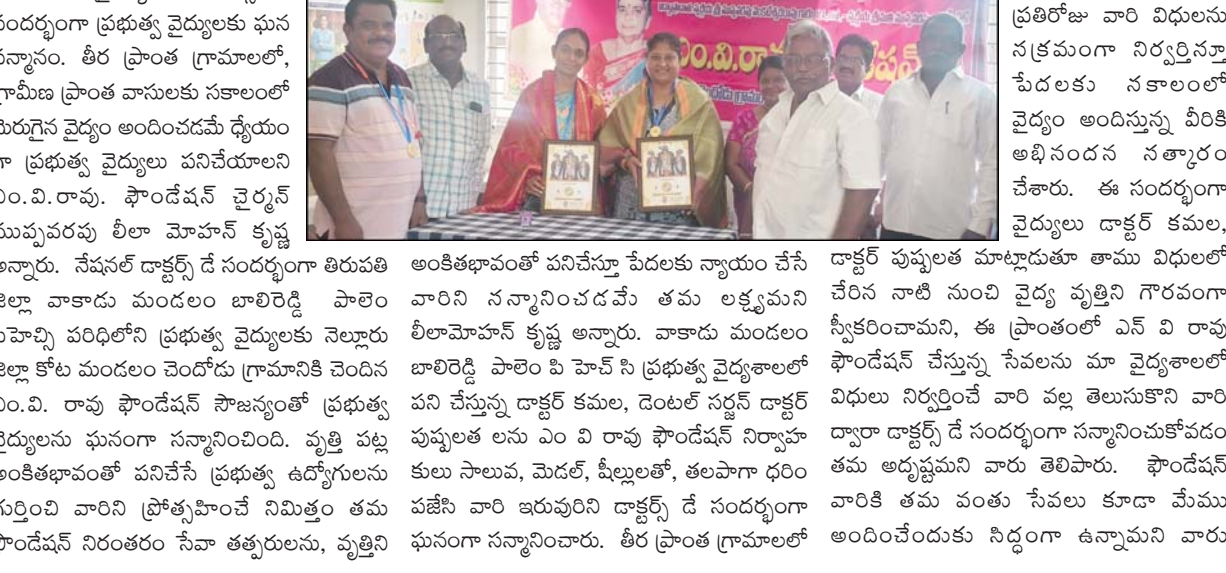 సందర్భంగా ప్రభుత్వ వైద్యులకు ఘన
సన్మానం. తీర ప్రాంత గ్రామాలలో,
గ్రామీణ ప్రాంత వాసులకు సకాలంలో
మెరుగైన వైద్యం అందించడమే ధ్యేయం
గా ప్రభుత్వ వైద్యులు పనిచేయాలని
ఎం.వి.రావు. ఫౌండేషన్ చైర్మన్
ముప్పవరపు లీలా మోహన్ కృష్ణ
అన్నారు. నేషనల్ డాక్టర్స్ డే సందర్భంగా తిరుపతి
జిల్లా వాకాడు మండలం బాలిరెడ్డి పాలెం
పిహెచ్సి పరిధిలోని ప్రభుత్వ వైద్యులకు నెల్లూరు
జిల్లా కోట మండలం చెందోడు గ్రామానికి చెందిన
ఎం.వి. రావు ఫౌండేషన్ సౌజన్యంతో ప్రభుత్వ
వైద్యులను ఘనంగా సన్మానించింది. వృత్తి పట్ల
అంకితభావంతో పనిచేసే ప్రభుత్వ ఉద్యోగులను
గుర్తించి వారిని ప్రోత్సహించే నిమిత్తం తమ
ఫౌండేషన్ నిరంతరం సేవా తత్పరులను, వృత్తిని
ఎం.వి.రా
అంకితభావంతో పనిచేస్తూ పేదలకు న్యాయం చేసే
వారిని నన్మానించడమే తమ లక్ష్యమని
లీలామోహన్ కృష్ణ అన్నారు. వాకాడు మండలం
బాలిరెడ్డి పాలెం పి హెచ్ సి ప్రభుత్వ వైద్యశాలలో
పని చేస్తున్న డాక్టర్ కమల, డెంటల్ సర్జన్ డాక్టర్
పుష్పలత లను ఎం వి రావు ఫౌండేషన్ నిర్వాహ
కులు సాలువ, మెడల్, షీల్లులతో, తలపాగా ధరిం
పజేసి వారి ఇరువురిని డాక్టర్స్ డే సందర్భంగా
ఘనంగా సన్మానించారు. తీర ప్రాంత గ్రామాలలో
ప్రతిరోజు వారి విధులను
నక్రమంగా నిర్వర్తిస్తూ
పేదలకు నకాలంలో
వైద్యం అందిస్తున్న వీరికి
అభినందన నత్కారం
చేశారు. ఈ సందర్భంగా
వైద్యులు డాక్టర్ కమల,
డాక్టర్ పుష్పలత మాట్లాడుతూ తాము విధులలో
చేరిన నాటి నుంచి వైద్య వృత్తిని గౌరవంగా
స్వీకరించామని, ఈ ప్రాంతంలో ఎన్ వి రావు
ఫౌండేషన్ చేస్తున్న సేవలను మా వైద్యశాలలో
విధులు నిర్వర్తించే వారి వల్ల తెలుసుకొని వారి
ద్వారా డాక్టర్స్ డే సందర్భంగా సన్మానించుకోవడం
తమ అదృష్టమని వారు తెలిపారు. ఫౌండేషన్
వారికి తమ వంతు సేవలు కూడా మేము
అందించేందుకు సిద్ధంగా ఉన్నామని వారు